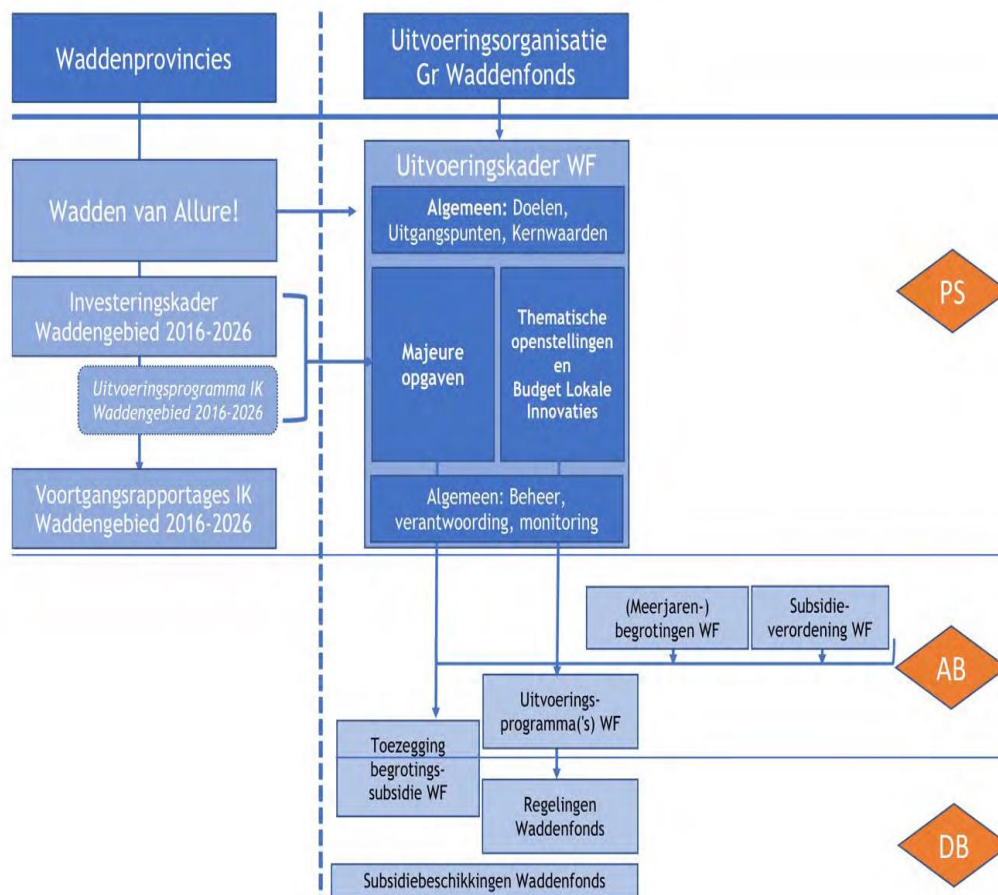 Waddenprovincies
Uitvoeringsorganisatie
Gr Waddenfonds
Wadden van Allure!
Investeringskader
Waddengebied 2016-2026
Uitvoeringsprogramma IK
Waddengebied 2016-2026
Voortgangsrapportages IK
Waddengebied 2016-2026
Uitvoeringskader WF
Algemeen: Doelen,
Uitgangspunten, Kernwaarden
Majeure
opgaven
Thematische
openstellingen
en
Budget Lokale
Innovaties
Algemeen: Beheer,
verantwoording, monitoring
PS
(Meerjaren-)
begrotingen WF
Subsidie-
verordening WF
AB
Uitvoerings-
programma('s) WF
Toezegging
begrotings-
subsidie WF
Regelingen
Waddenfonds
DB
Subsidiebeschikkingen Waddenfonds